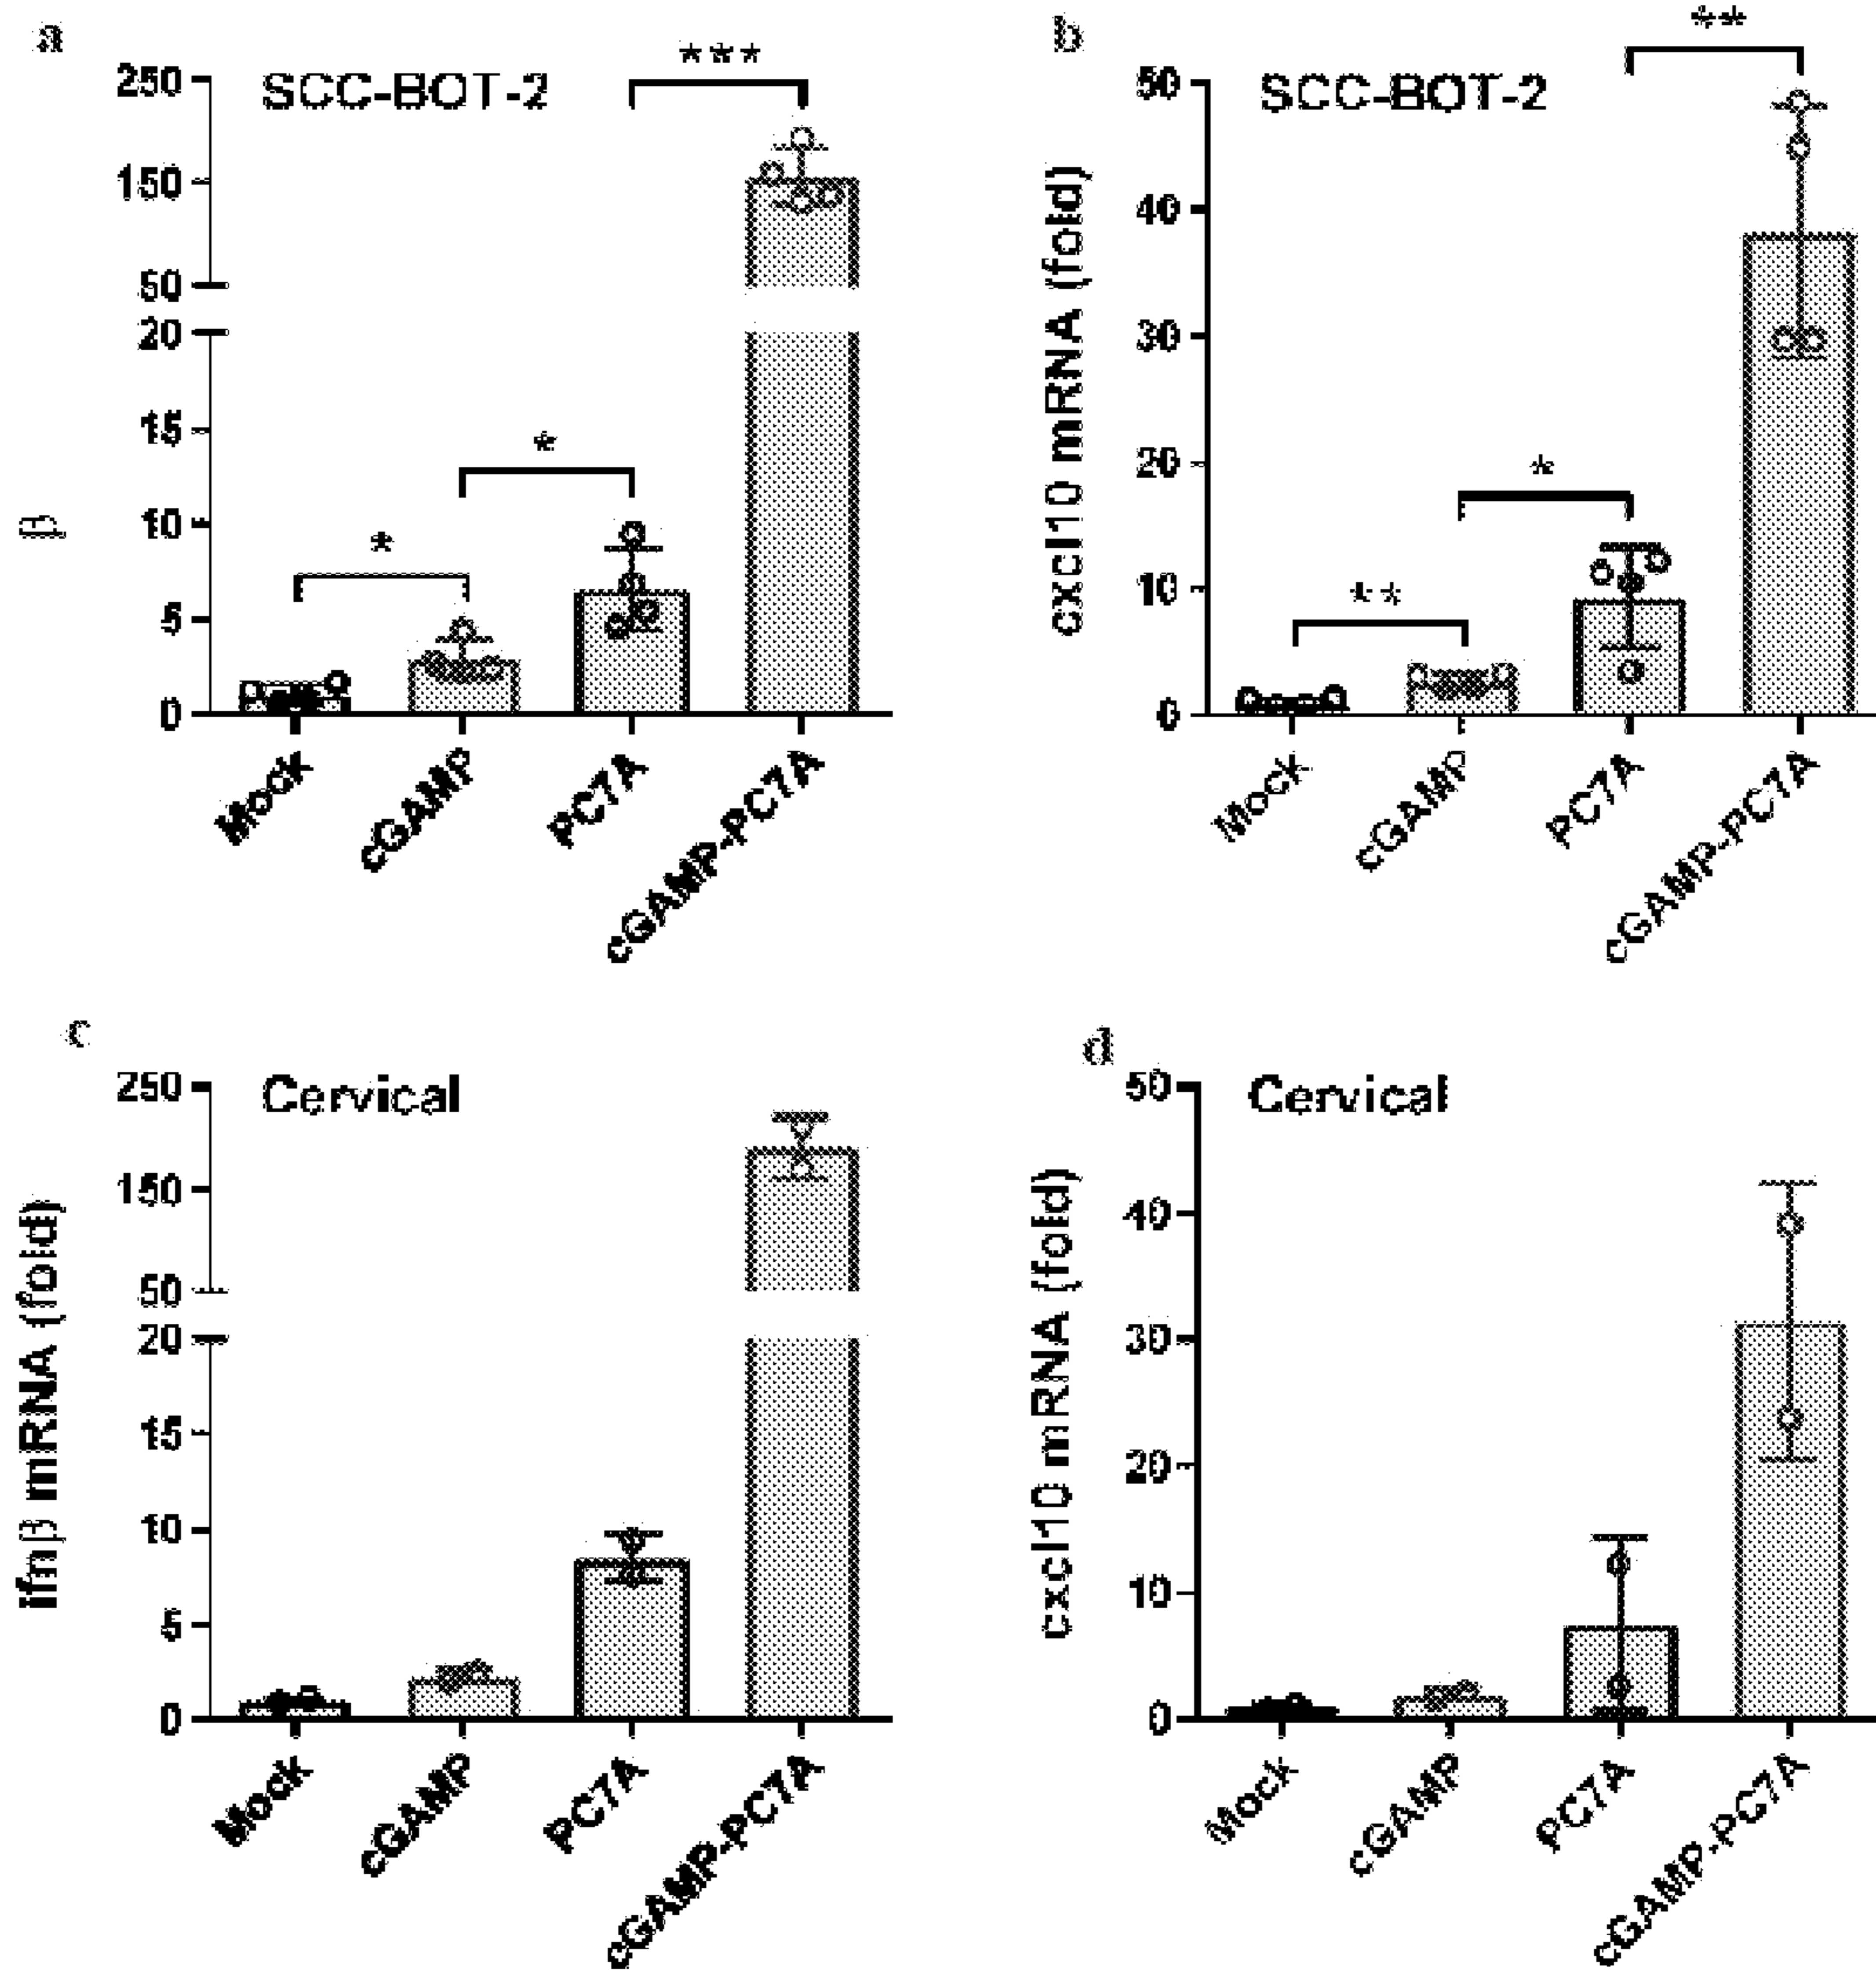 a
SCC-BOT-2
***
250
150
50
20
15
10
5
0
β
*
*
Mock
cGAMP
PC7A
cGAMP-PC7A
b
SCC-BOT-2
**
50
40
30
20
10
0
cxcl10 mRNA (fold)
**
*
Mock
cGAMP
PC7A
cGAMP-PC7A
c
Cervical
250
150
50
20
15
10
5
0
ifnβ mRNA (fold)
Mock
cGAMP
PC7A
cGAMP-PC7A
d
Cervical
50
40
30
20
10
0
cxcl10 mRNA (fold)
Mock
cGAMP
PC7A
cGAMP-PC7A